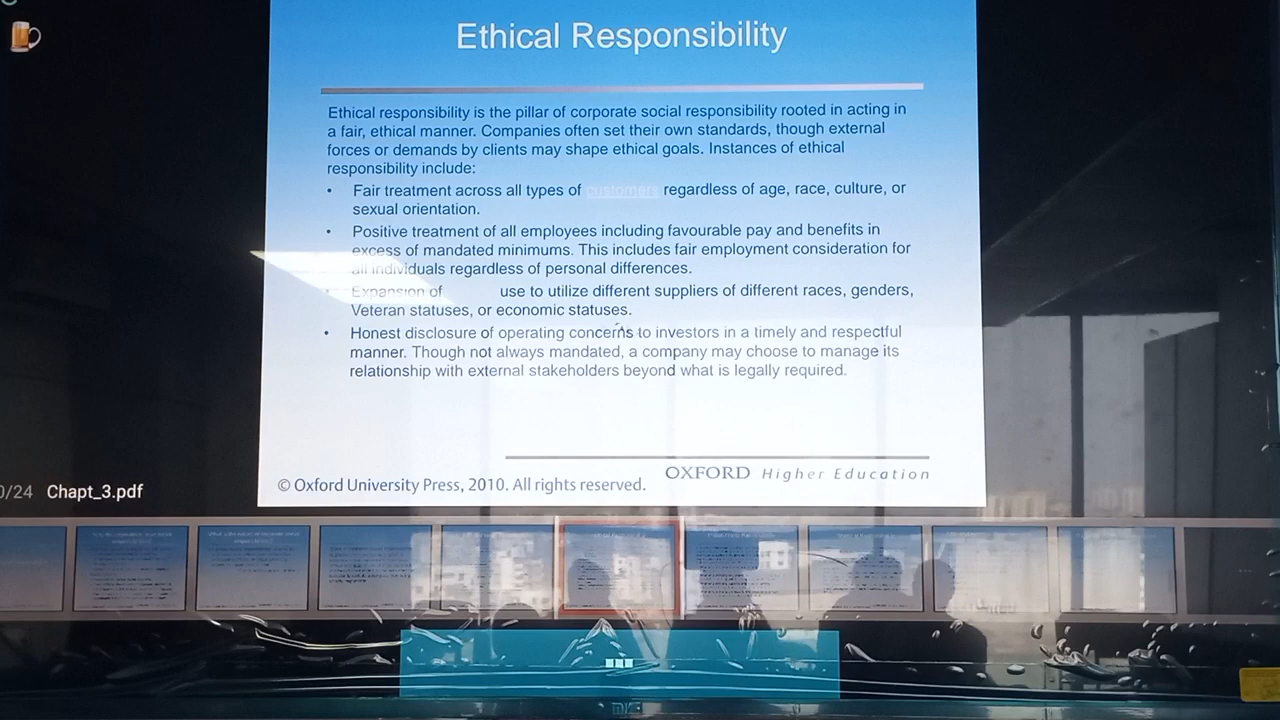 Ethical Responsibility
Ethical responsibility is the pillar of corporate social responsibility rooted in acting in
a fair, ethical manner. Companies often set their own standards, though external
forces or demands by clients may shape ethical goals. Instances of ethical
responsibility include:
• Fair treatment across all types of customers regardless of age, race, culture, or
sexual orientation.
• Positive treatment of all employees including favourable pay and benefits in
excess of mandated minimums. This includes fair employment consideration for
all individuals regardless of personal differences.
• Expansion of use to utilize different suppliers of different races, genders,
Veteran statuses, or economic statuses.
• Honest disclosure of operating concerns to investors in a timely and respectful
manner. Though not always mandated, a company may choose to manage its
relationship with external stakeholders beyond what is legally required.
OXFORD Higher Education
© Oxford University Press, 2010. All rights reserved.
0/24 Chapt_3.pdf